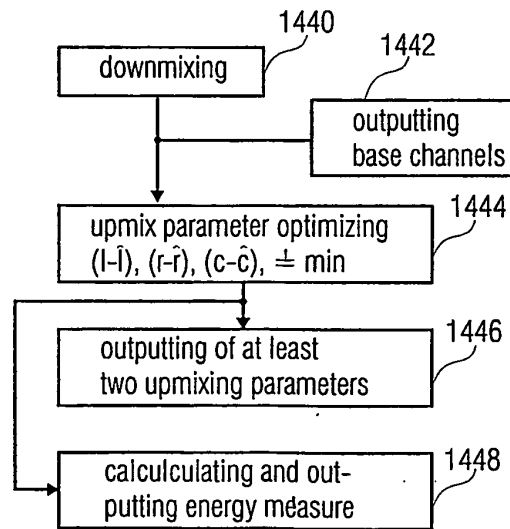 1440
downmixing
1442
outputting
base channels
1444
upmix parameter optimizing
(l-l̂), (r-r̂), (c-ĉ), ≟ min
1446
outputting of at least
two upmixing parameters
1448
calculculating and out-
putting energy measure